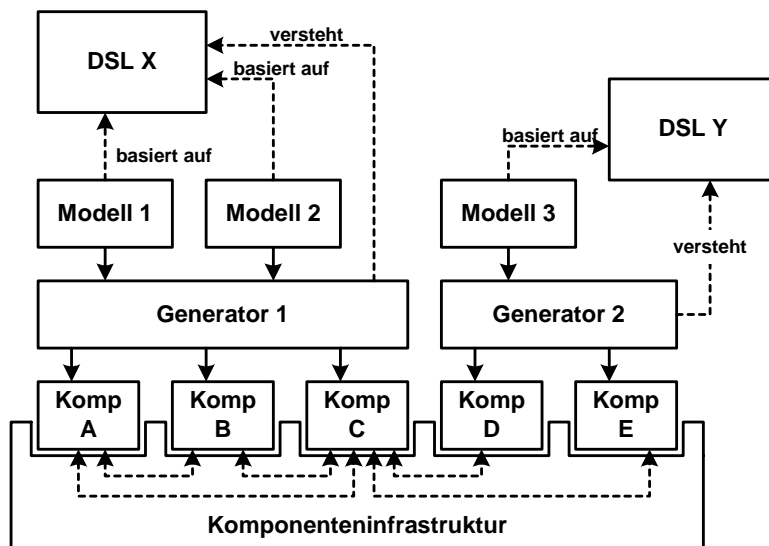 versteht
DSL X
basiert auf
DSL Y
basiert auf
basiert auf
Modell 1
Modell 2
Modell 3
versteht
Generator 1
Generator 2
Komp
A
Komp
B
Komp
C
Komp
D
Komp
E
Komponenteninfrastruktur